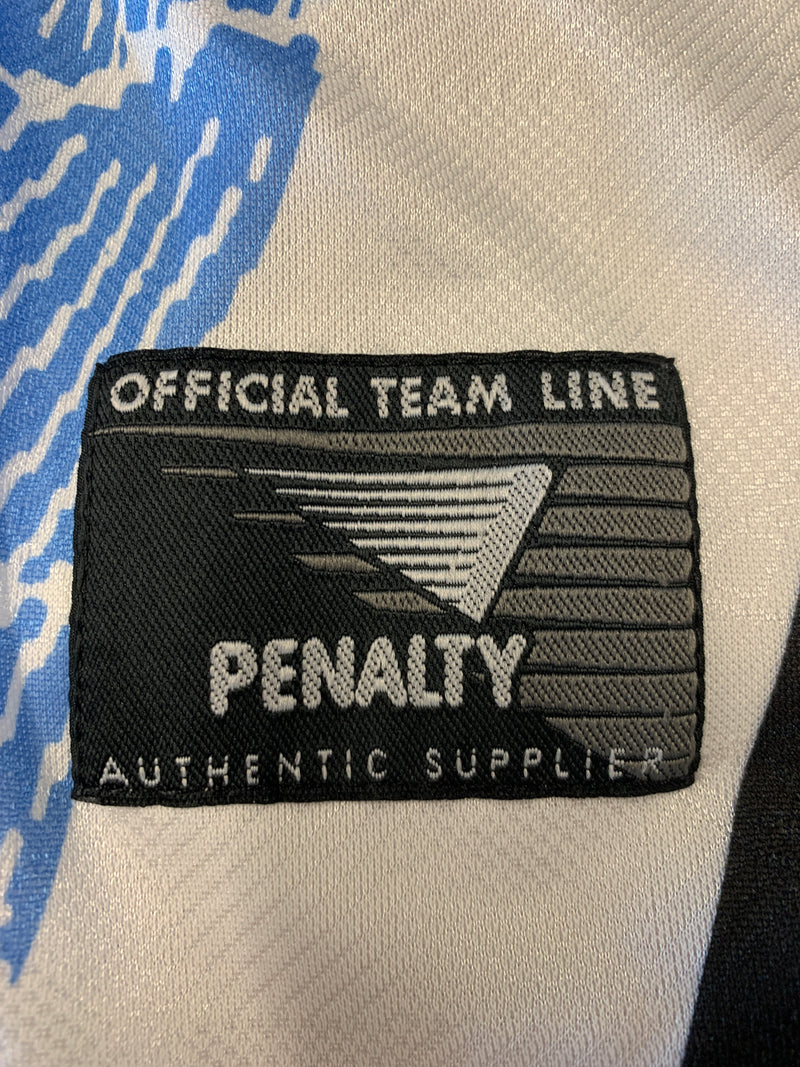 OFFICIAL TEAM LINE
PENALTY
AUTHENTIC SUPPLIER